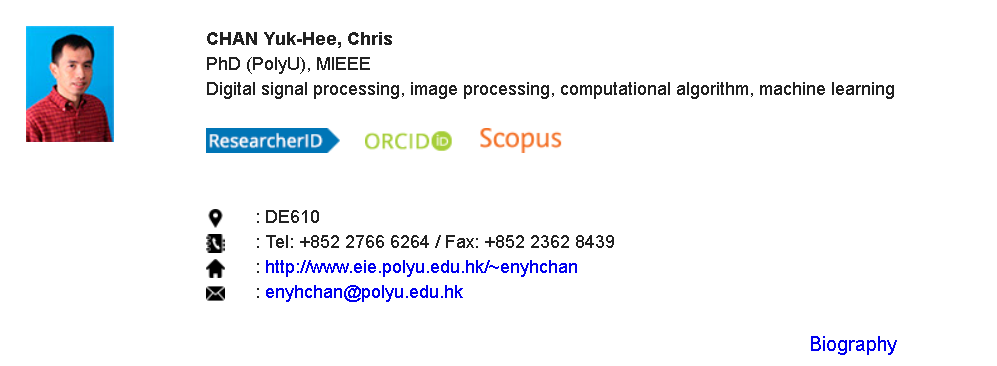 CHAN Yuk-Hee, Chris
PhD (PolyU), MIEEE
Digital signal processing, image processing, computational algorithm, machine learning
ResearcherID ORCID iD Scopus
: DE610
: Tel: +852 2766 6264 / Fax: +852 2362 8439
: http://www.eie.polyu.edu.hk/~enyhchan
: enyhchan@polyu.edu.hk
Biography